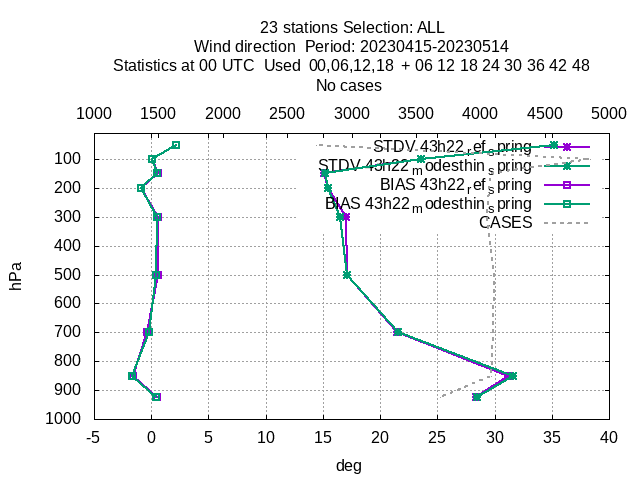 23 stations Selection: ALL
Wind direction Period: 20230415-20230514
Statistics at 00 UTC Used 00,06,12,18 + 06 12 18 24 30 36 42 48
No cases
1000 1500 2000 2500 3000 3500 4000 4500 5000
STDV 43h22_ref_spring
100
STDV 43h22_modesthin_spring
200
BIAS 43h22_ref_spring
BIAS 43h22_modesthin_spring
300
CASES
400
hPa
500
600
700
800
900
1000
-5 0 5 10 15 20 25 30 35 40
deg